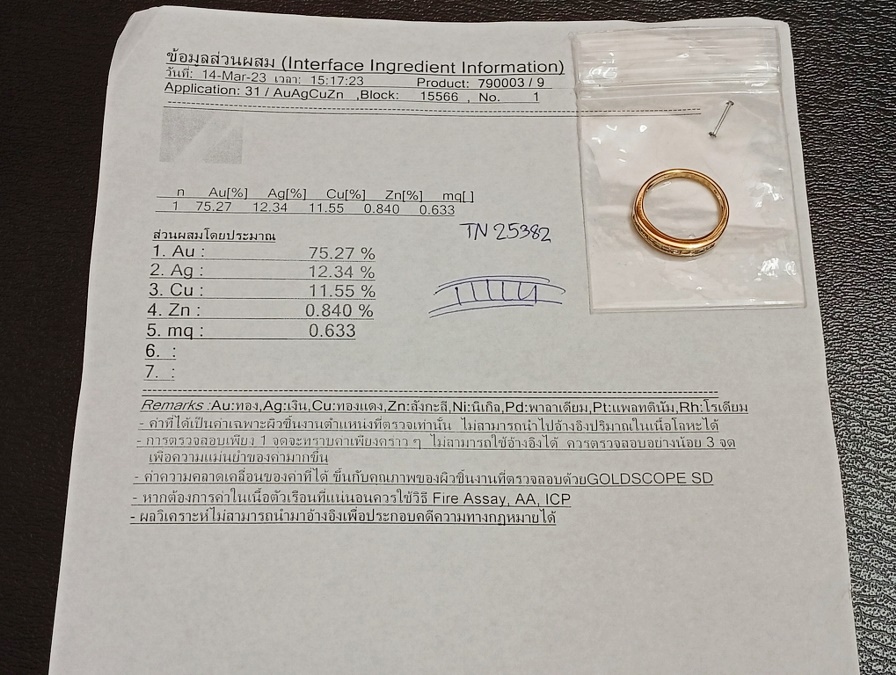 ข้อมูลส่วนผสม (Interface Ingredient Information)
วันที่: 14-Mar-23 เวลา: 15:17:23 Product: 790003 / 9
Application: 31 / AuAgCuZn ,Block: 15566 , No. 1
n Au[%] Ag[%] Cu[%] Zn[%] mq[ ]
1 75.27 12.34 11.55 0.840 0.633
TN 25382
ส่วนผสมโดยประมาณ
1. Au : 75.27 %
2. Ag : 12.34 %
3. Cu : 11.55 %
4. Zn : 0.840 %
5. mq : 0.633
6. :
7. :
Remarks :Au:ทอง,Ag:เงิน,Cu:ทองแดง,Zn:สังกะสี,Ni:นิเกิล,Pd:พาลาเดียม,Pt:แพลทตินัม,Rh:โรเดียม
- ค่าที่ได้เป็นค่าเฉพาะผิวชิ้นงานตำแหน่งที่ตรวจเท่านั้น ไม่สามารถนำไปอ้างอิงปริมาณในเนื้อโลหะได้
- การตรวจสอบเพียง 1 จุดจะทราบค่าเพียงคร่าว ๆ ไม่สามารถใช้อ้างอิงได้ ควรตรวจสอบอย่างน้อย 3 จุด
เพื่อความแม่นยำของค่ามากขึ้น
- ค่าความคลาดเคลื่อนของค่าที่ได้ ขึ้นกับคุณภาพของผิวชิ้นงานที่ตรวจสอบด้วยGOLDSCOPE SD
- หากต้องการค่าในเนื้อตัวเรือนที่แน่นอนควรใช้วิธี Fire Assay, AA, ICP
- ผลวิเคราะห์ไม่สามารถนำมาอ้างอิงเพื่อประกอบคดีความทางกฎหมายได้